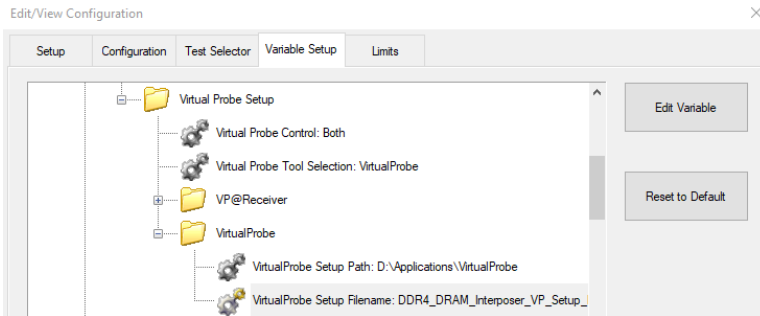 Edit/View Configuration
Setup Configuration Test Selector Variable Setup Limits
Virtual Probe Setup
Edit Variable
Virtual Probe Control: Both
Virtual Probe Tool Selection: VirtualProbe
VP@Receiver
Reset to Default
VirtualProbe
VirtualProbe Setup Path: D:\Applications\VirtualProbe
VirtualProbe Setup Filename: DDR4_DRAM_Interposer_VP_Setup_